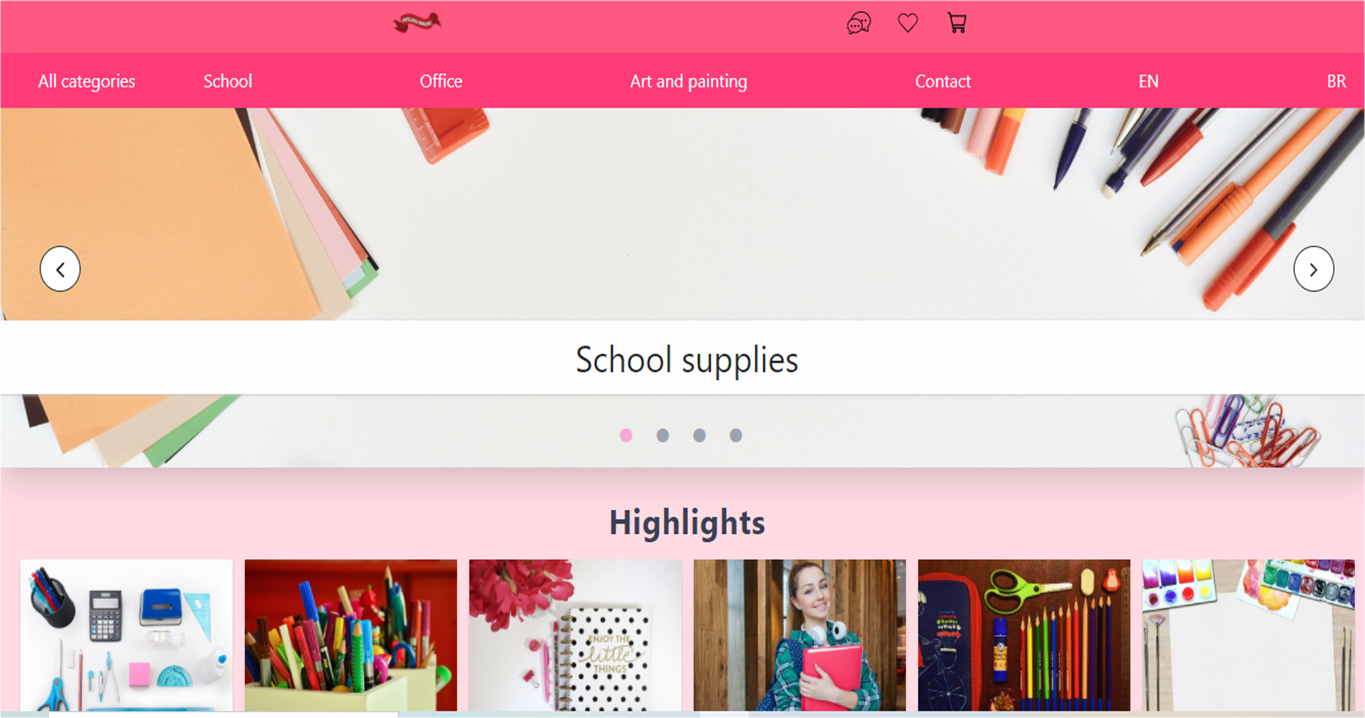 All categories School Office Art and painting Contact EN BR
School supplies
Highlights
ENJOY THE
little
THINGS